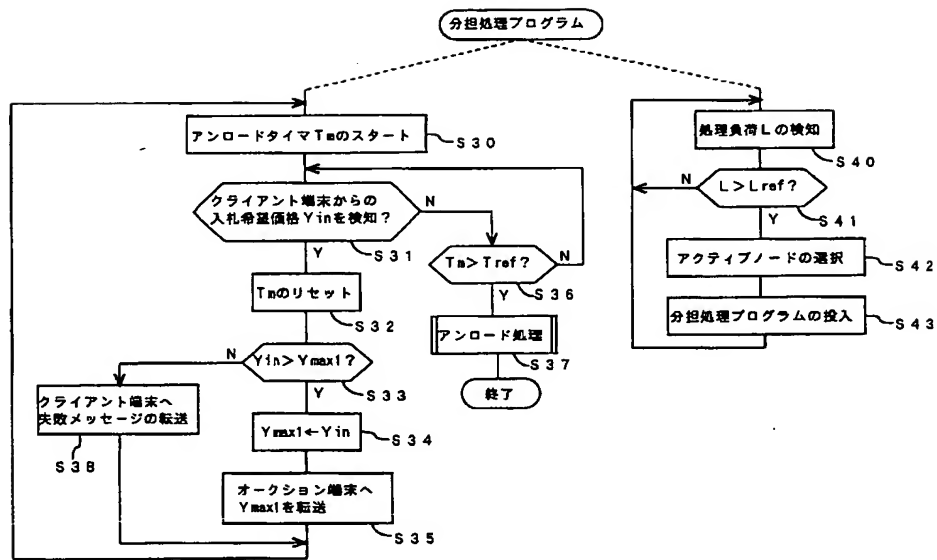 分担処理プログラム
アンロードタイマTmのスタート
S30
クライアント端末からの
入札希望価格Yinを検知？
N
S31
Y
Tm>Tref？
N
S36
Y
Tmのリセット
S32
アンロード処理
S37
終了
Yin>Ymax1？
N
S33
Y
クライアント端末へ
失敗メッセージの転送
S38
Ymax1←Yin
S34
オークション端末へ
Ymax1を転送
S35
処理負荷Lの検知
S40
N
L>Lref？
S41
Y
アクティブノードの選択
S42
分担処理プログラムの投入
S43